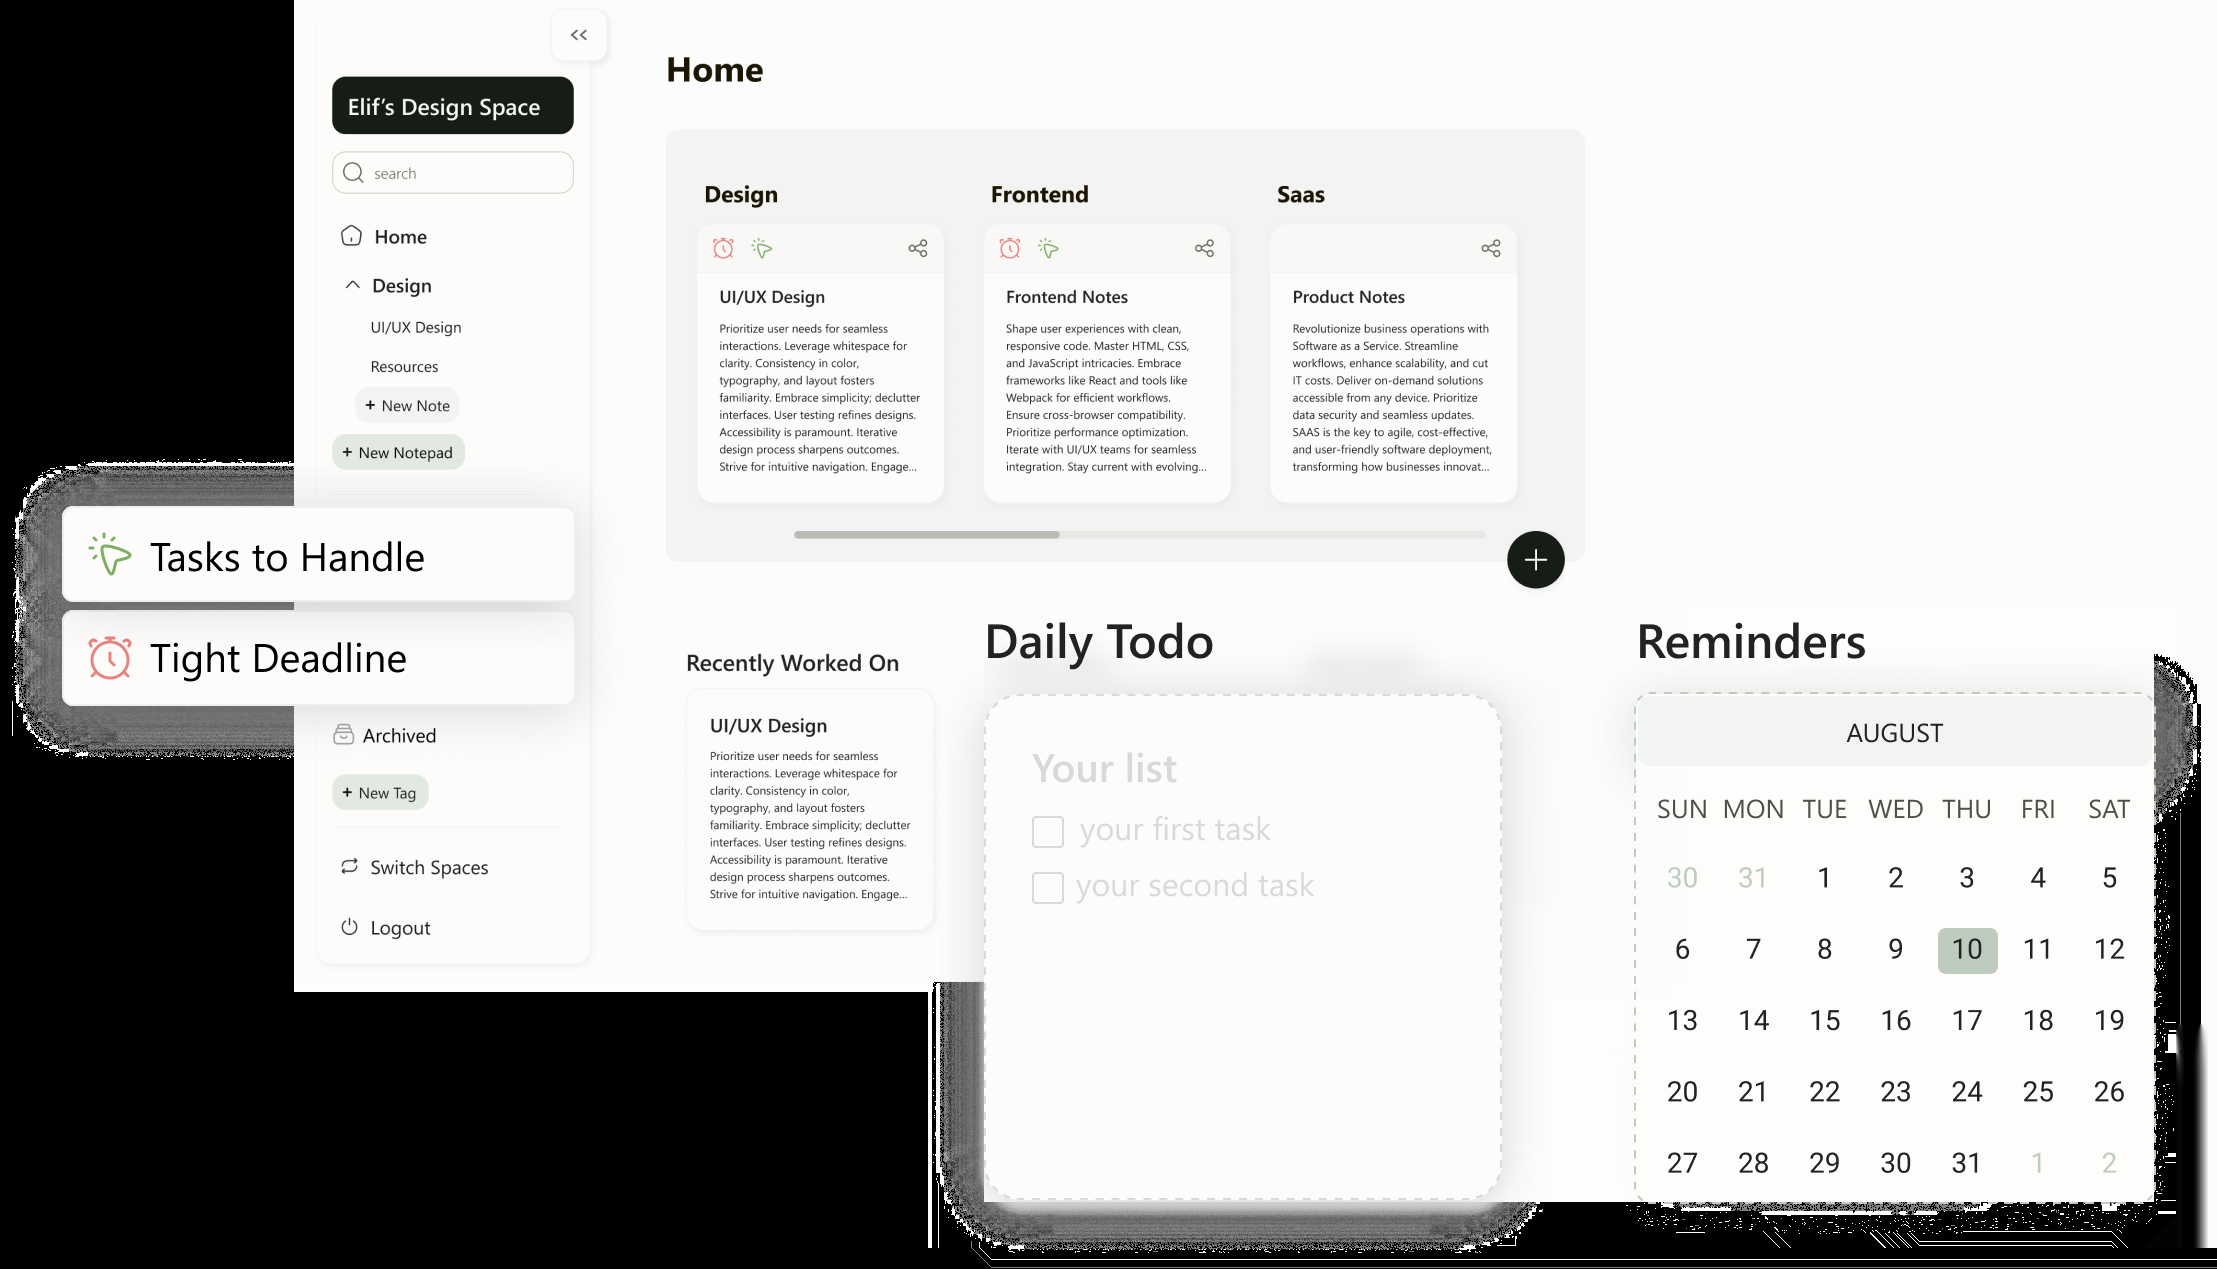 Elif’s Design Space
search
Home
Design
UI/UX Design
Resources
+ New Note
+ New Notepad
Tasks to Handle
Tight Deadline
Archived
+ New Tag
Switch Spaces
Logout
Home
Design
UI/UX Design
Prioritize user needs for seamless
interactions. Leverage whitespace for
clarity. Consistency in color,
typography, and layout fosters
familiarity. Embrace simplicity; declutter
interfaces. User testing refines designs.
Accessibility is paramount. Iterative
design process sharpens outcomes.
Strive for intuitive navigation. Engage...
Frontend
Frontend Notes
Shape user experiences with clean,
responsive code. Master HTML, CSS,
and JavaScript intricacies. Embrace
frameworks like React and tools like
Webpack for efficient workflows.
Ensure cross-browser compatibility.
Prioritize performance optimization.
Iterate with UI/UX teams for seamless
integration. Stay current with evolving...
Saas
Product Notes
Revolutionize business operations with
Software as a Service. Streamline
workflows, enhance scalability, and cut
IT costs. Deliver on-demand solutions
accessible from any device. Prioritize
data security and seamless updates.
SAAS is the key to agile, cost-effective,
and user-friendly software deployment,
transforming how businesses innovat...
Recently Worked On
UI/UX Design
Prioritize user needs for seamless
interactions. Leverage whitespace for
clarity. Consistency in color,
typography, and layout fosters
familiarity. Embrace simplicity; declutter
interfaces. User testing refines designs.
Accessibility is paramount. Iterative
design process sharpens outcomes.
Strive for intuitive navigation. Engage...
Daily Todo
Your list
your first task
your second task
Reminders
AUGUST
SUN MON TUE WED THU FRI SAT
30 31 1 2 3 4 5
6 7 8 9 10 11 12
13 14 15 16 17 18 19
20 21 22 23 24 25 26
27 28 29 30 31 1 2